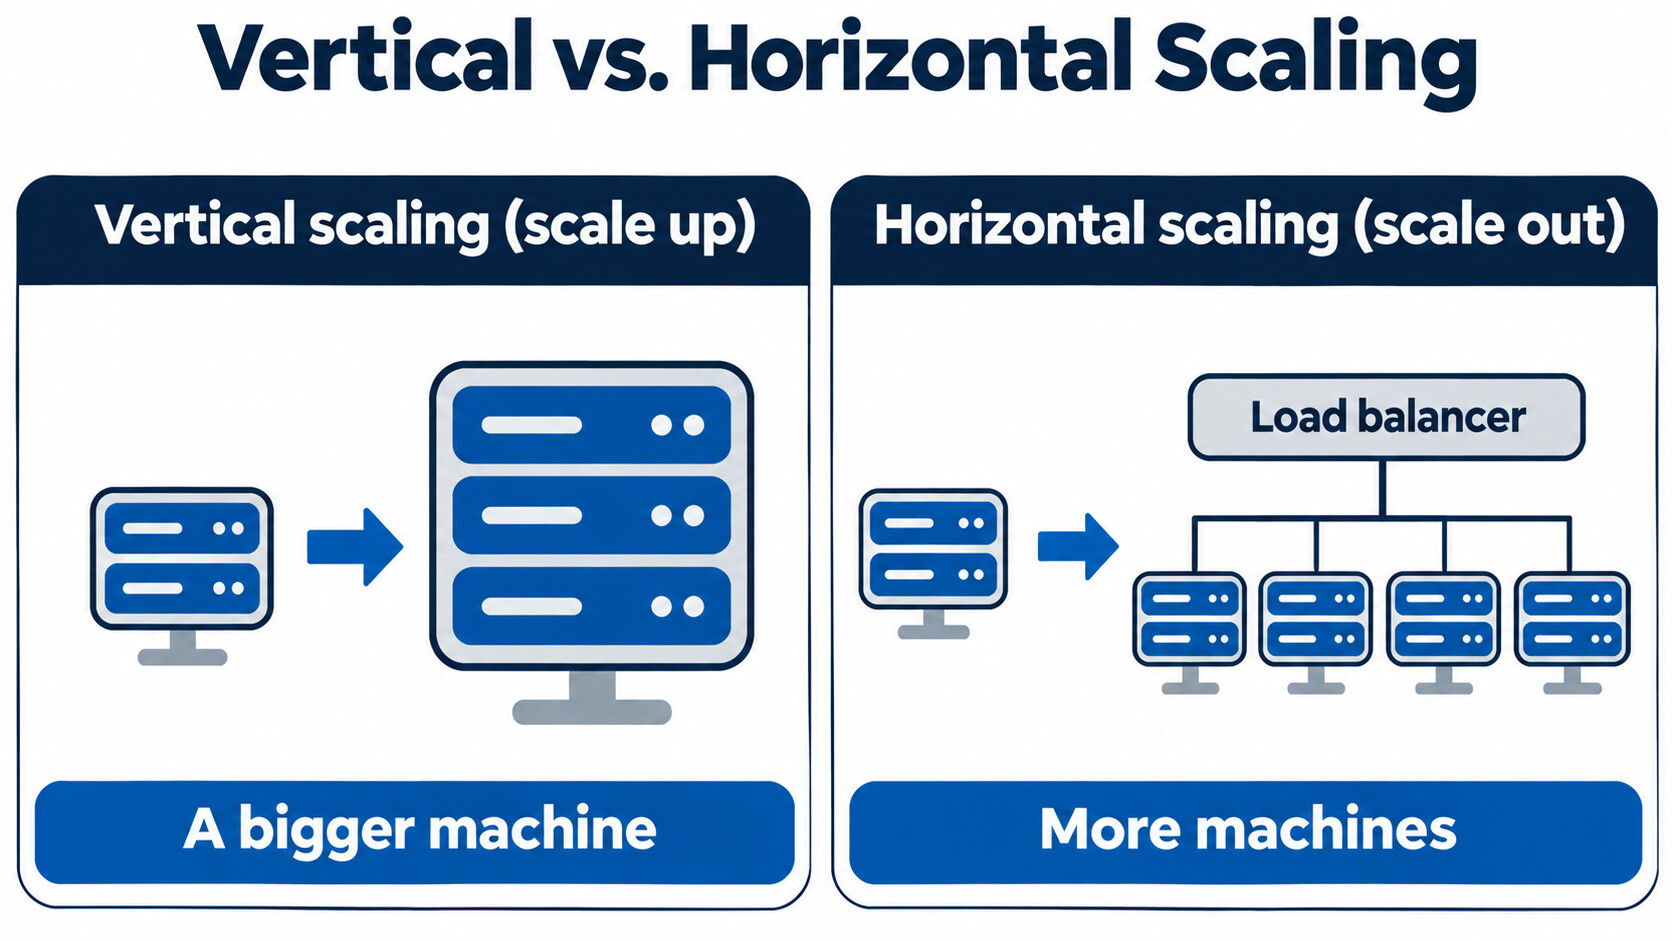 Vertical vs. Horizontal Scaling
Vertical scaling (scale up)
A bigger machine
Horizontal scaling (scale out)
Load balancer
More machines